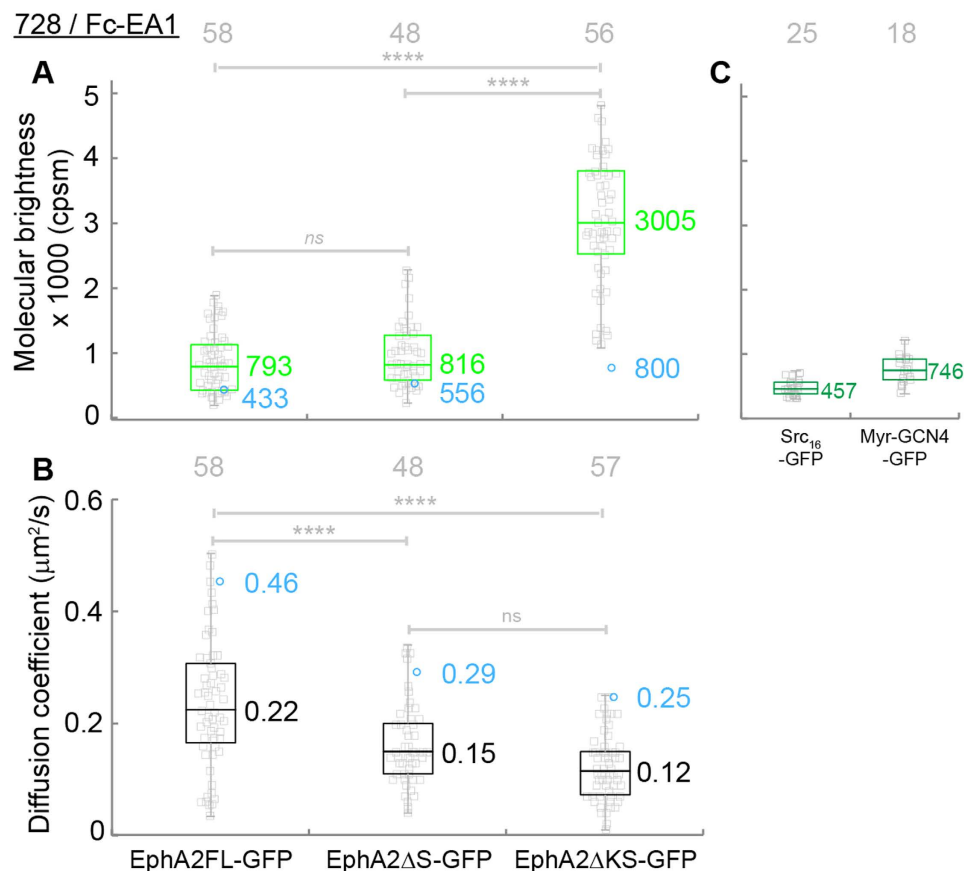 728 / Fc-EA1
58 48 56 25 18
A **** C
****
5
4
3
2
1
0
Molecular brightness
x 1000 (cpsm)
ns
793
433
816
556
3005
800
457
746
Src16
-GFP
Myr-GCN4
-GFP
B 58 48 57
****
****
ns
0.6
0.4
0.2
0
Diffusion coefficient (μm²/s)
0.46
0.22
0.29
0.15
0.25
0.12
EphA2FL-GFP EphA2ΔS-GFP EphA2ΔKS-GFP